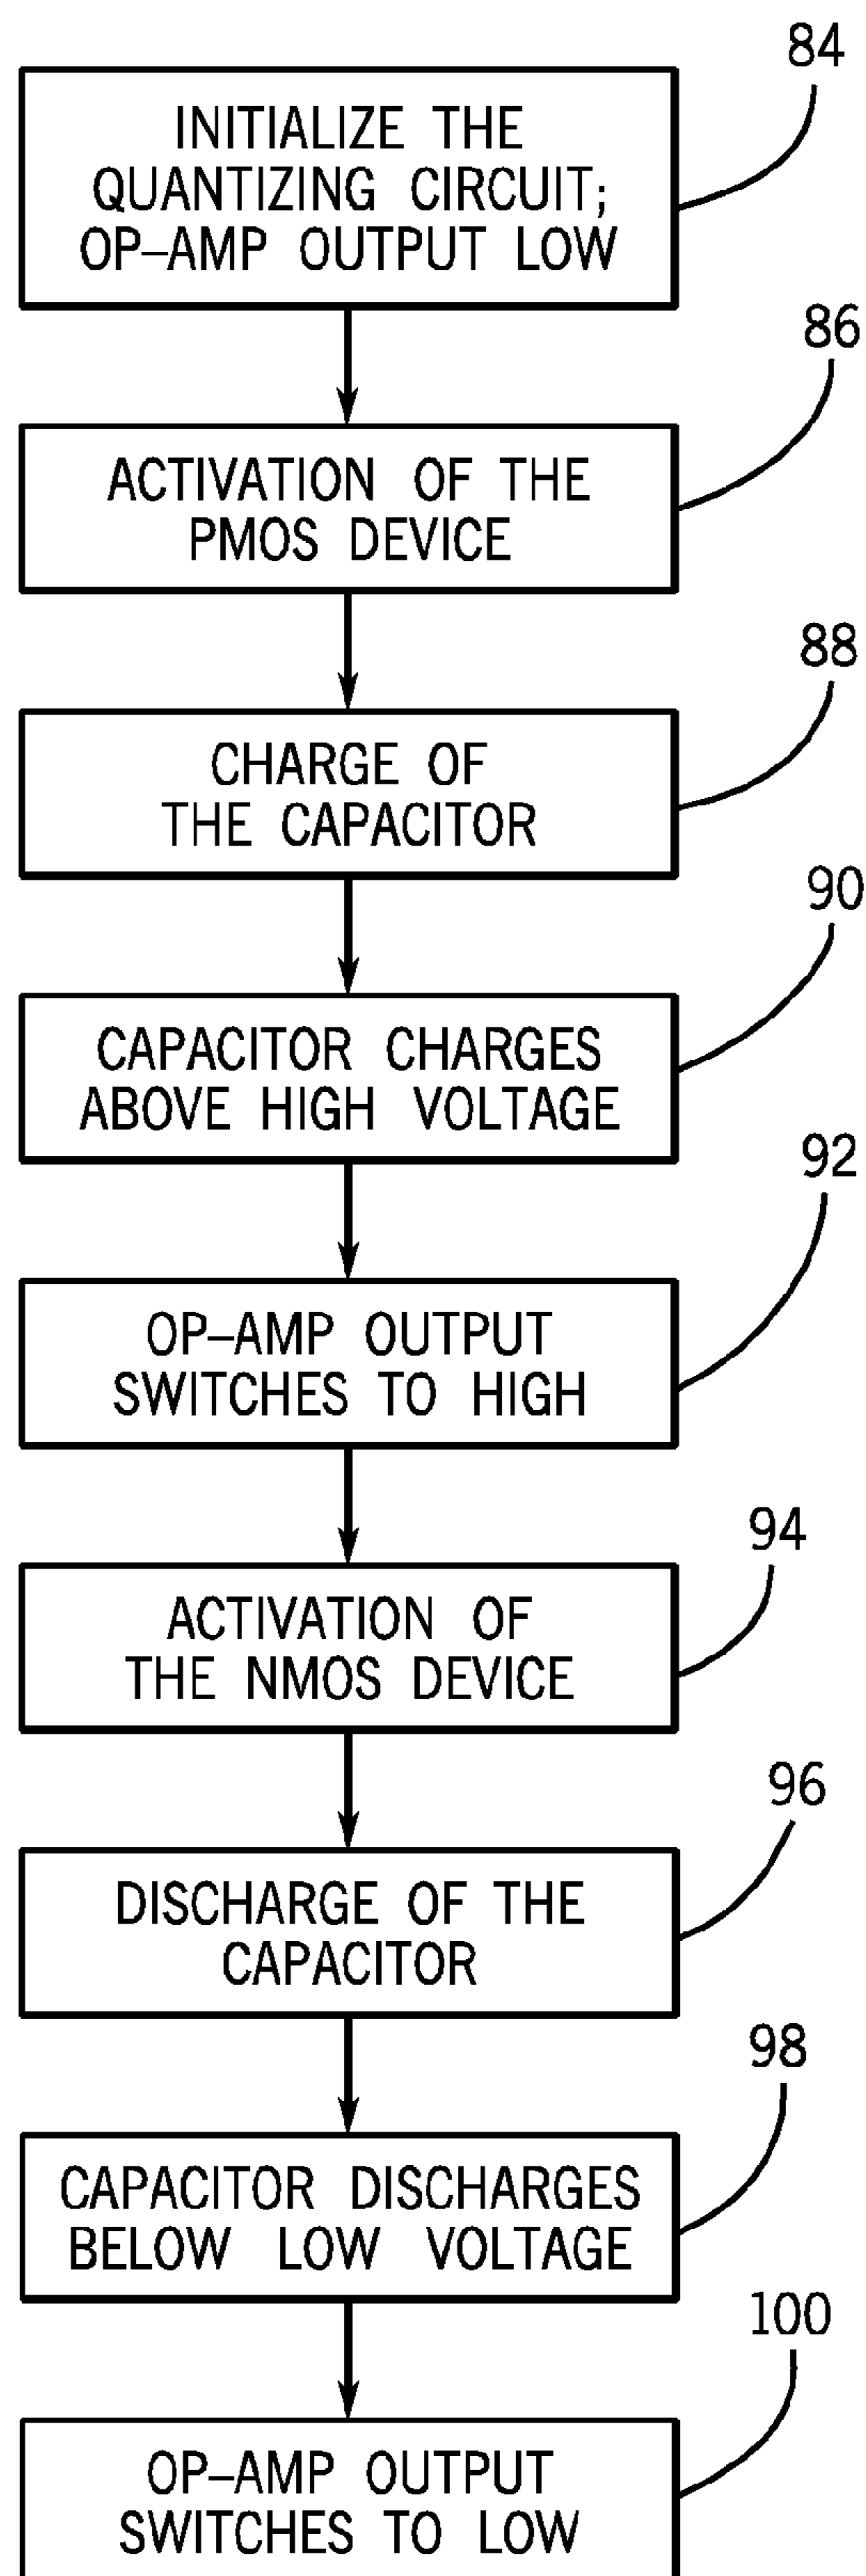 84
INITIALIZE THE
QUANTIZING CIRCUIT;
OP–AMP OUTPUT LOW
86
ACTIVATION OF THE
PMOS DEVICE
88
CHARGE OF
THE CAPACITOR
90
CAPACITOR CHARGES
ABOVE HIGH VOLTAGE
92
OP–AMP OUTPUT
SWITCHES TO HIGH
94
ACTIVATION OF
THE NMOS DEVICE
96
DISCHARGE OF THE
CAPACITOR
98
CAPACITOR DISCHARGES
BELOW LOW VOLTAGE
100
OP–AMP OUTPUT
SWITCHES TO LOW